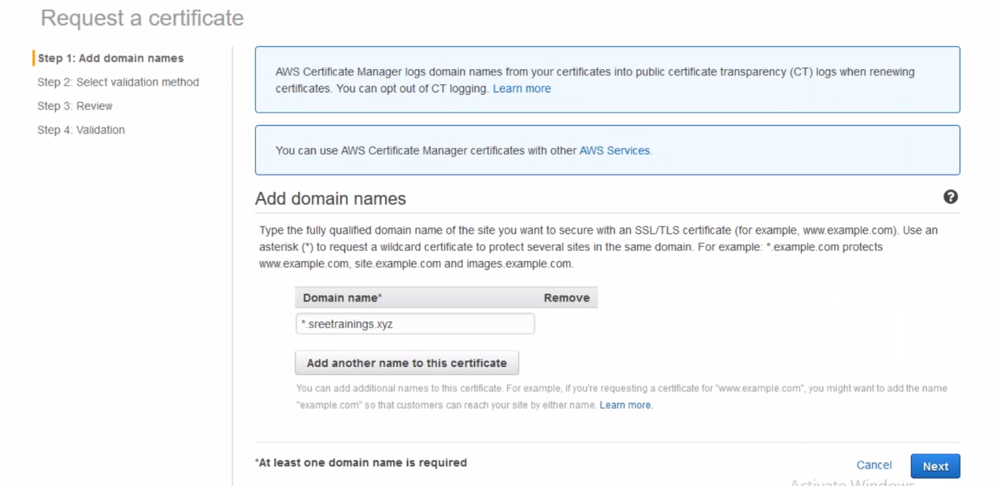 Request a certificate
Step 1: Add domain names
Step 2: Select validation method
Step 3: Review
Step 4: Validation
AWS Certificate Manager logs domain names from your certificates into public certificate transparency (CT) logs when renewing
certificates. You can opt out of CT logging. Learn more
You can use AWS Certificate Manager certificates with other AWS Services.
Add domain names
Type the fully qualified domain name of the site you want to secure with an SSL/TLS certificate (for example, www.example.com). Use an
asterisk (*) to request a wildcard certificate to protect several sites in the same domain. For example: *.example.com protects
www.example.com, site.example.com and images.example.com.
Domain name* Remove
*.sreetrainings.xyz
Add another name to this certificate
You can add additional names to this certificate. For example, if you're requesting a certificate for "www.example.com", you might want to add the name
"example.com" so that customers can reach your site by either name. Learn more.
*At least one domain name is required
Cancel Next
Activate Windows